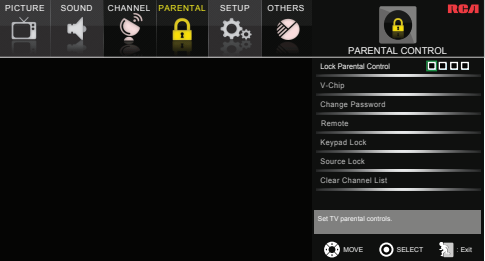 PICTURE SOUND CHANNEL PARENTAL SETUP OTHERS
RCA
PARENTAL CONTROL
Lock Parental Control
V-Chip
Change Password
Remote
Keypad Lock
Source Lock
Clear Channel List
Set TV parental controls.
MOVE SELECT : Exit